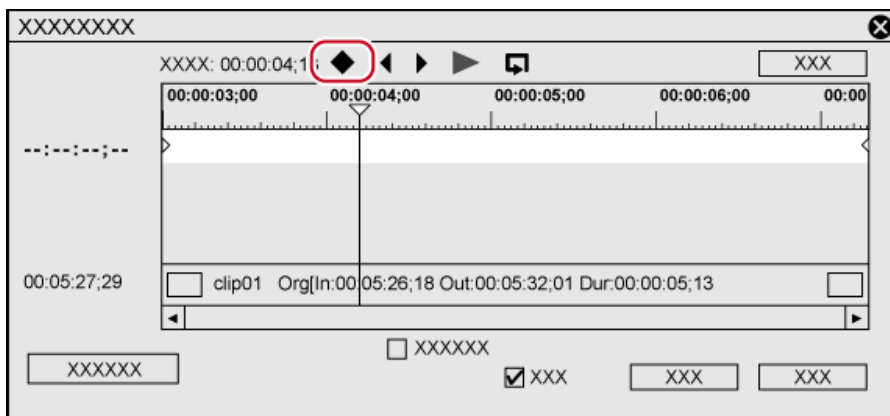 XXXXXXXX
XXXX: 00:00:04;1
XXX
00:00:03;00 00:00:04;00 00:00:05;00 00:00:06;00 00:00
--:--:--;--
00:05:27;29
clip01 Org[In:00:05:26;18 Out:00:05:32;01 Dur:00:00:05;13
XXXXXX
XXXXXX
XXX
XXX
XXX